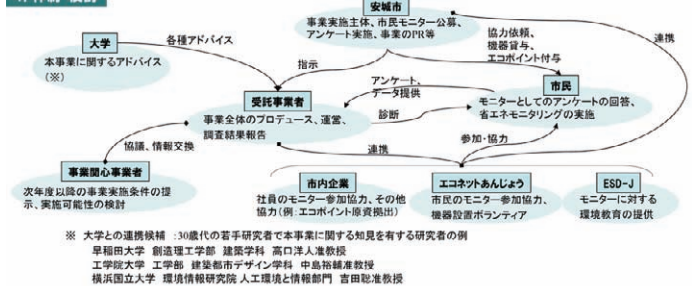 安城市
事業実施主体、市民モニター公募、
アンケート実施、事業のPR等
大学
本事業に関するアドバイス
（※）
各種アドバイス
指示
協力依頼、
機器貸与、
エコポイント付与
連携
受託事業者
事業全体のプロデュース、運営、
調査結果報告
アンケート、
データ提供
診断
市民
モニターとしてのアンケートの回答、
省エネモニタリングの実施
協議、情報交換
連携
参加・協力
事業関心事業者
次年度以降の事業実施条件の提
示、実施可能性の検討
市内企業
社員のモニター参加協力、その他
協力（例：エコポイント原資拠出）
エコネットあんじょう
市民のモニター参加協力、
機器設置ボランティア
ESD-J
モニターに対する
環境教育の提供
※ 大学との連携候補 ：30歳代の若手研究者で本事業に関する知見を有する研究者の例
早稲田大学 創造理工学部 建築学科 高口洋人准教授
工学院大学 工学部 建築都市デザイン学科 中島裕輔准教授
横浜国立大学 環境情報研究院 人工環境と情報部門 吉田聡准教授